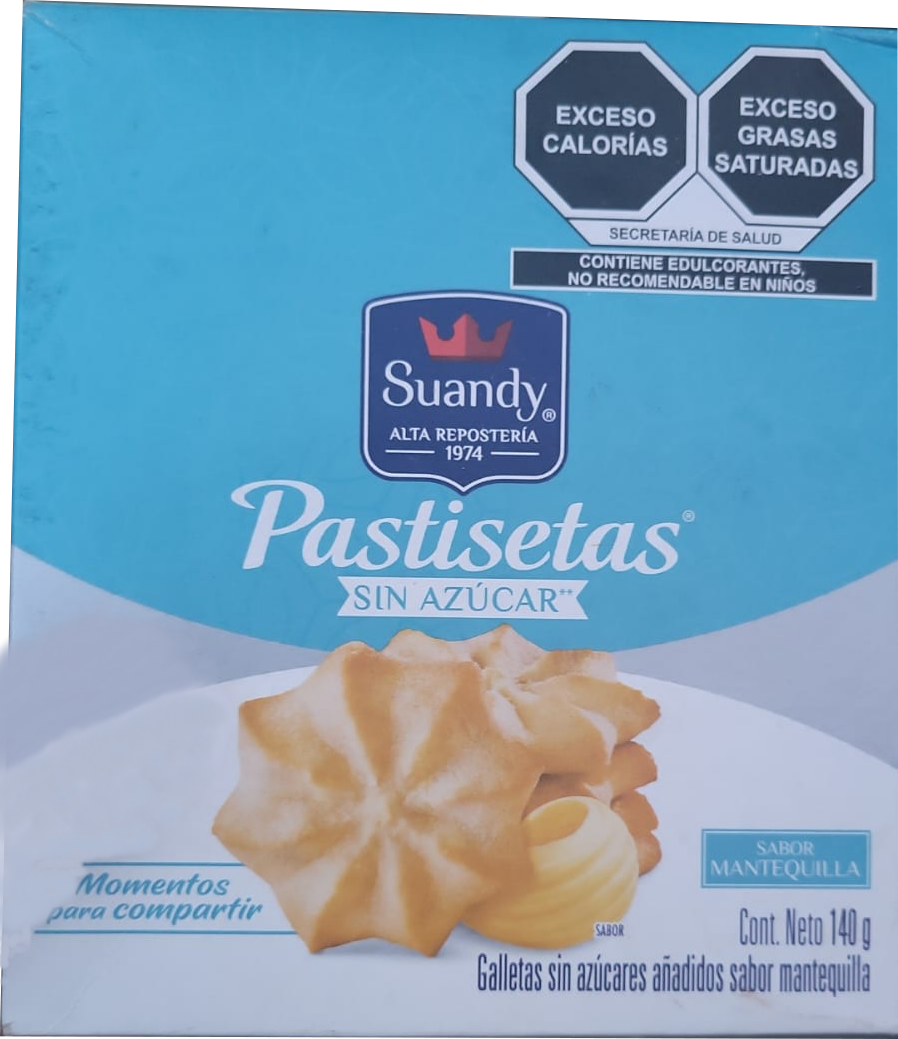 EXCESO
CALORÍAS
EXCESO
GRASAS
SATURADAS
SECRETARÍA DE SALUD
CONTIENE EDULCORANTES,
NO RECOMENDABLE EN NIÑOS
Suandy®
ALTA REPOSTERÍA
1974
Pastisetas®
SIN AZÚCAR**
SABOR
MANTEQUILLA
Momentos
para compartir
SABOR
Cont. Neto 140 g
Galletas sin azúcares añadidos sabor mantequilla